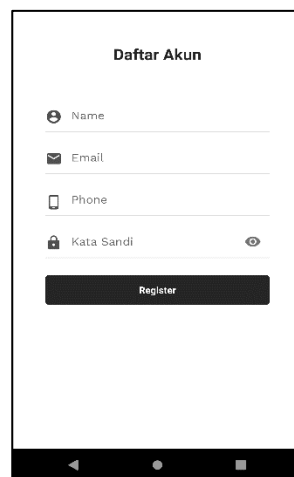 Daftar Akun
Name
Email
Phone
Kata Sandi
Register